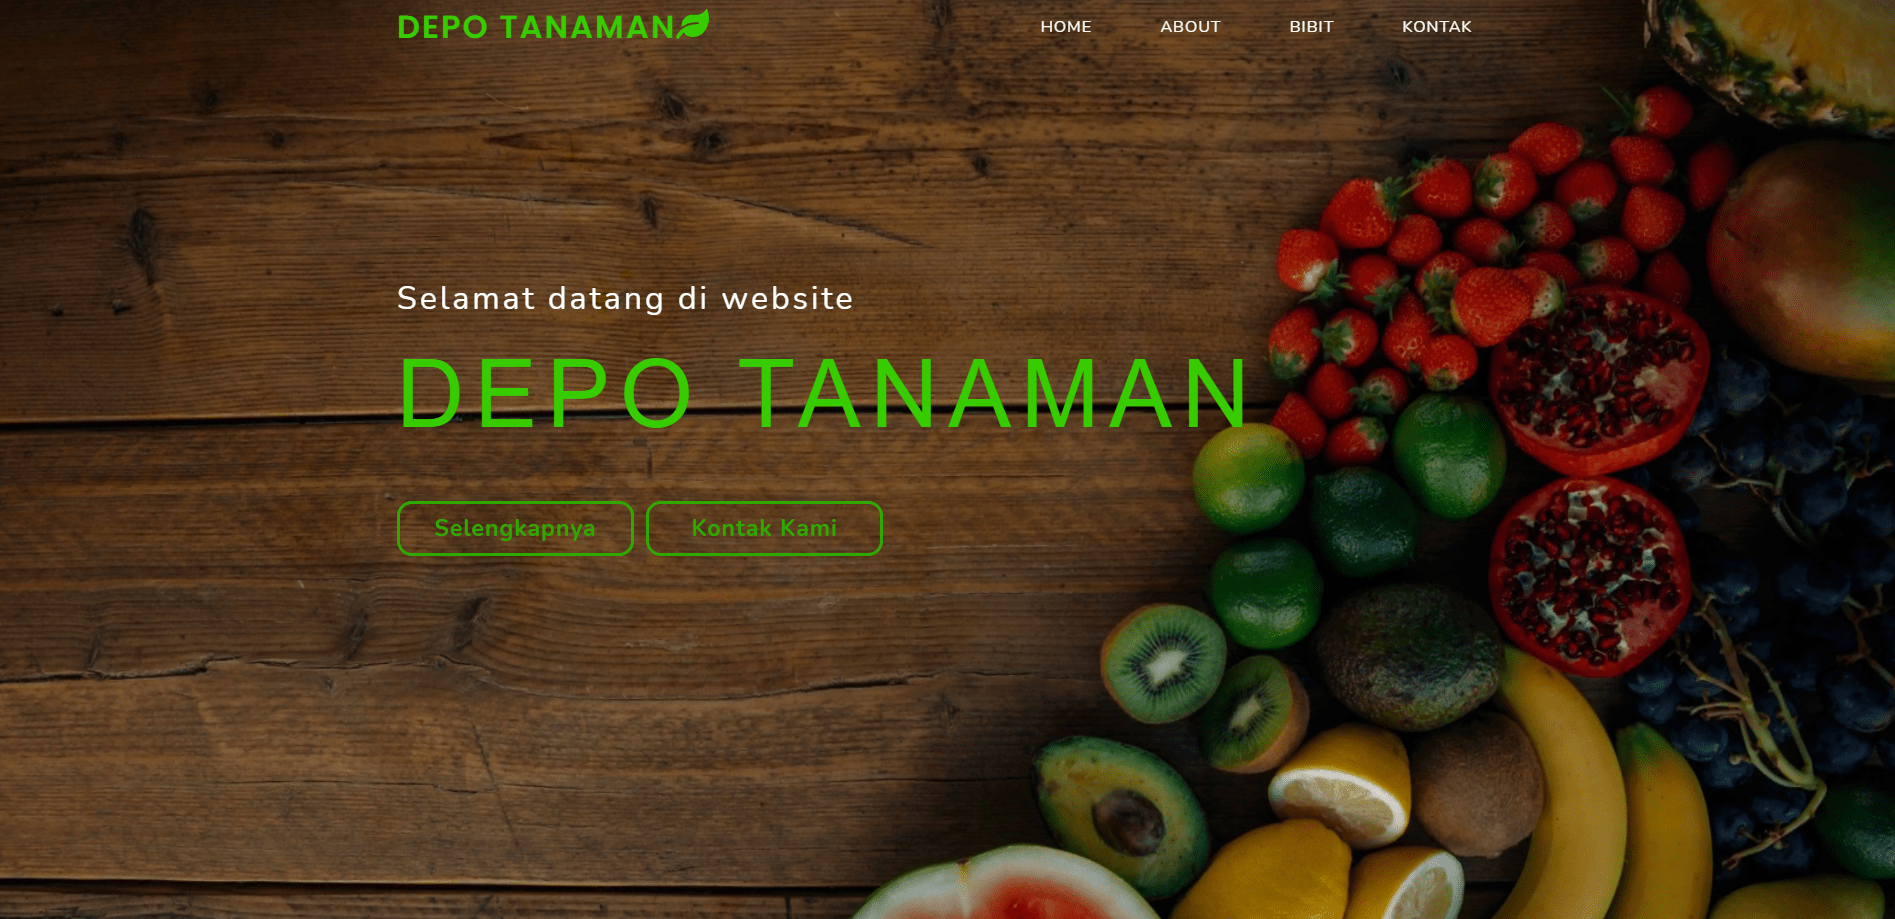 DEPO TANAMAN
HOME ABOUT BIBIT KONTAK
Selamat datang di website
DEPO TANAMAN
Selengkapnya Kontak Kami